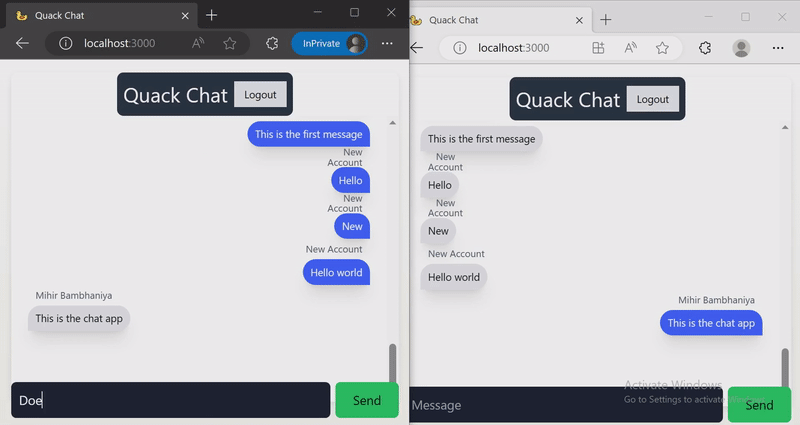 Quack Chat
localhost:3000
InPrivate
Quack Chat
Logout
This is the first message
New
Account
Hello
New
Account
New
New Account
Hello world
Mihir Bambhaniya
This is the chat app
Doe
Send
Quack Chat
localhost:3000
Quack Chat
Logout
This is the first message
New
Account
Hello
New
Account
New
New Account
Hello world
Mihir Bambhaniya
This is the chat app
Activate Windows
Go to Settings to activate Windows.
Message
Send